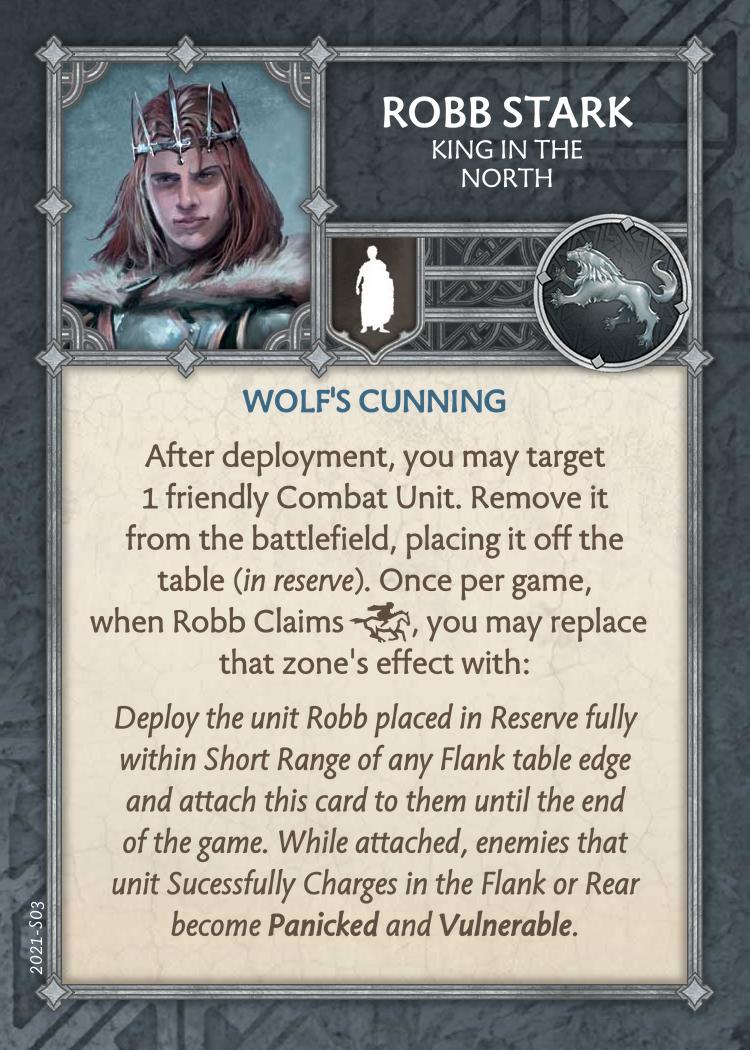 ROBB STARK
KING IN THE
NORTH
WOLF'S CUNNING
After deployment, you may target
1 friendly Combat Unit. Remove it
from the battlefield, placing it off the
table (in reserve). Once per game,
when Robb Claims , you may replace
that zone's effect with:
Deploy the unit Robb placed in Reserve fully
within Short Range of any Flank table edge
and attach this card to them until the end
of the game. While attached, enemies that
unit Sucessfully Charges in the Flank or Rear
become Panicked and Vulnerable.
2021-S03